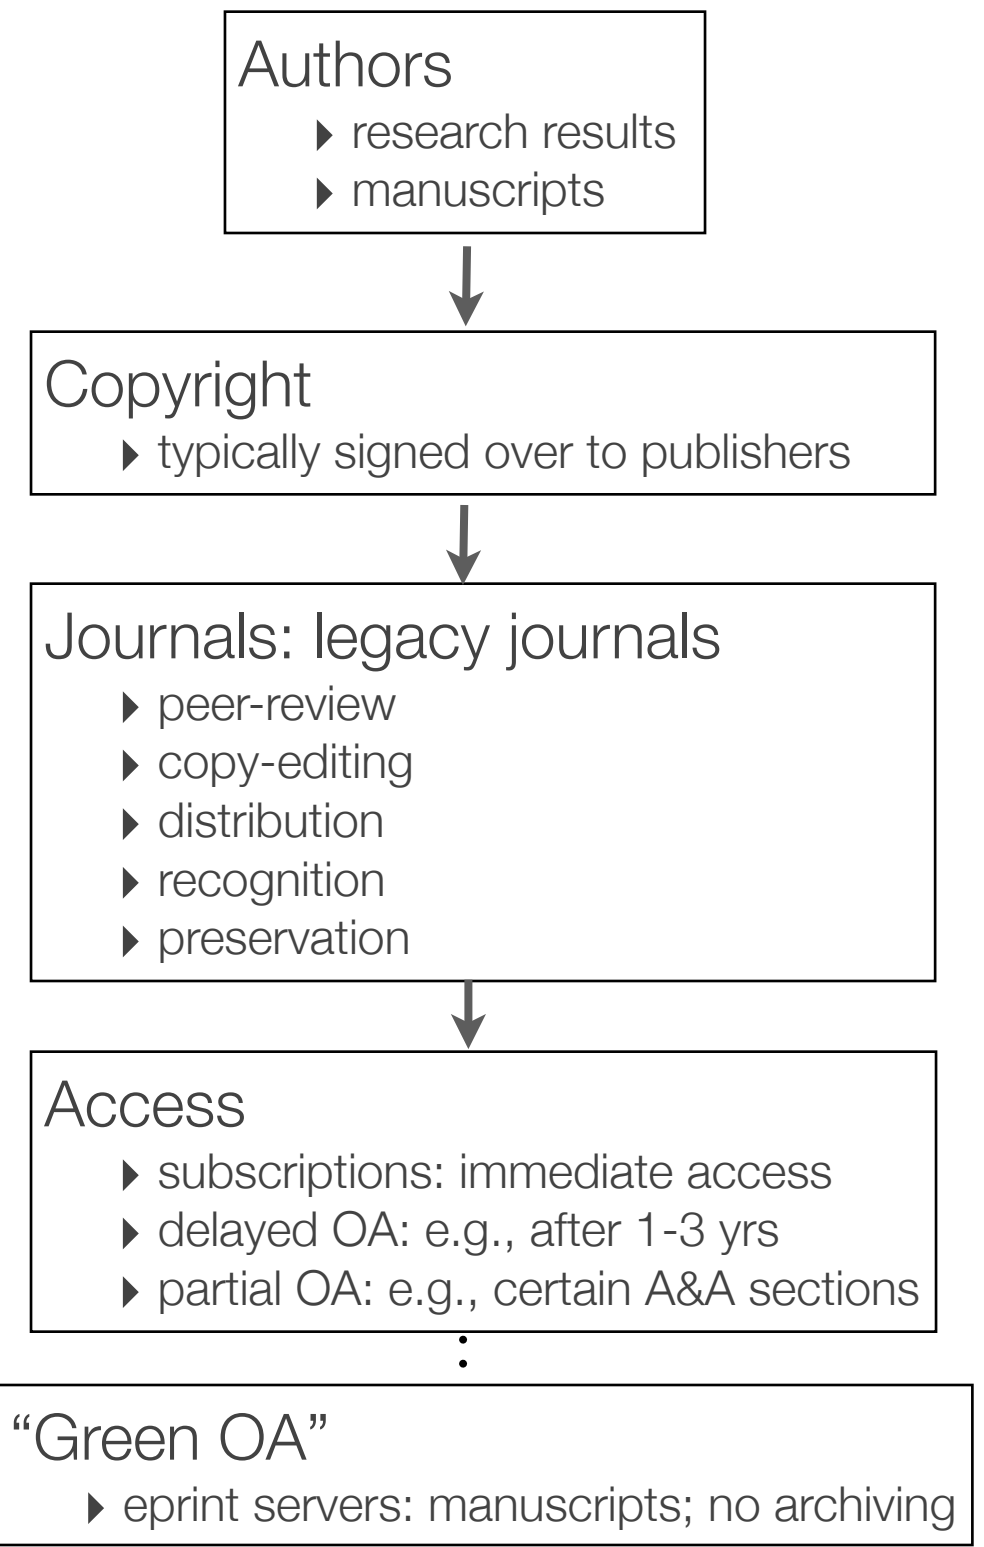 Authors
research results
manuscripts
Copyright
typically signed over to publishers
Journals: legacy journals
peer-review
copy-editing
distribution
recognition
preservation
Access
subscriptions: immediate access
delayed OA: e.g., after 1-3 yrs
partial OA: e.g., certain A&A sections
“Green OA”
eprint servers: manuscripts; no archiving